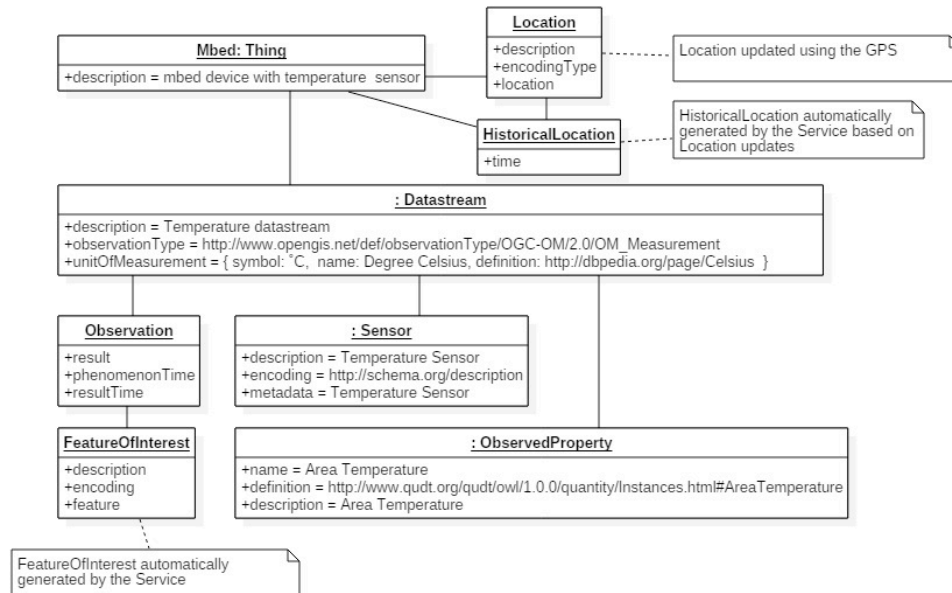 Location
+description
+encodingType
+location
Location updated using the GPS
Mbed: Thing
+description = mbed device with temperature sensor
HistoricalLocation
+time
HistoricalLocation automatically
generated by the Service based on
Location updates
: Datastream
+description = Temperature datastream
+observationType = http://www.opengis.net/def/observationType/OGC-OM/2.0/OM_Measurement
+unitOfMeasurement = { symbol: ˚C, name: Degree Celsius, definition: http://dbpedia.org/page/Celsius }
Observation
+result
+phenomenonTime
+resultTime
: Sensor
+description = Temperature Sensor
+encoding = http://schema.org/description
+metadata = Temperature Sensor
FeatureOfInterest
+description
+encoding
+feature
: ObservedProperty
+name = Area Temperature
+definition = http://www.qudt.org/qudt/owl/1.0.0/quantity/Instances.html#AreaTemperature
+description = Area Temperature
FeatureOfInterest automatically
generated by the Service